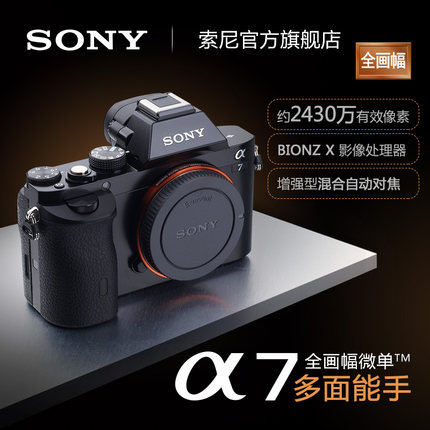 SONY 索尼官方旗舰店
全画幅
约2430万有效像素
BIONZ X 影像处理器
增强型混合自动对焦
SONY
α
7
SONY
α7 全画幅微单™
多面能手